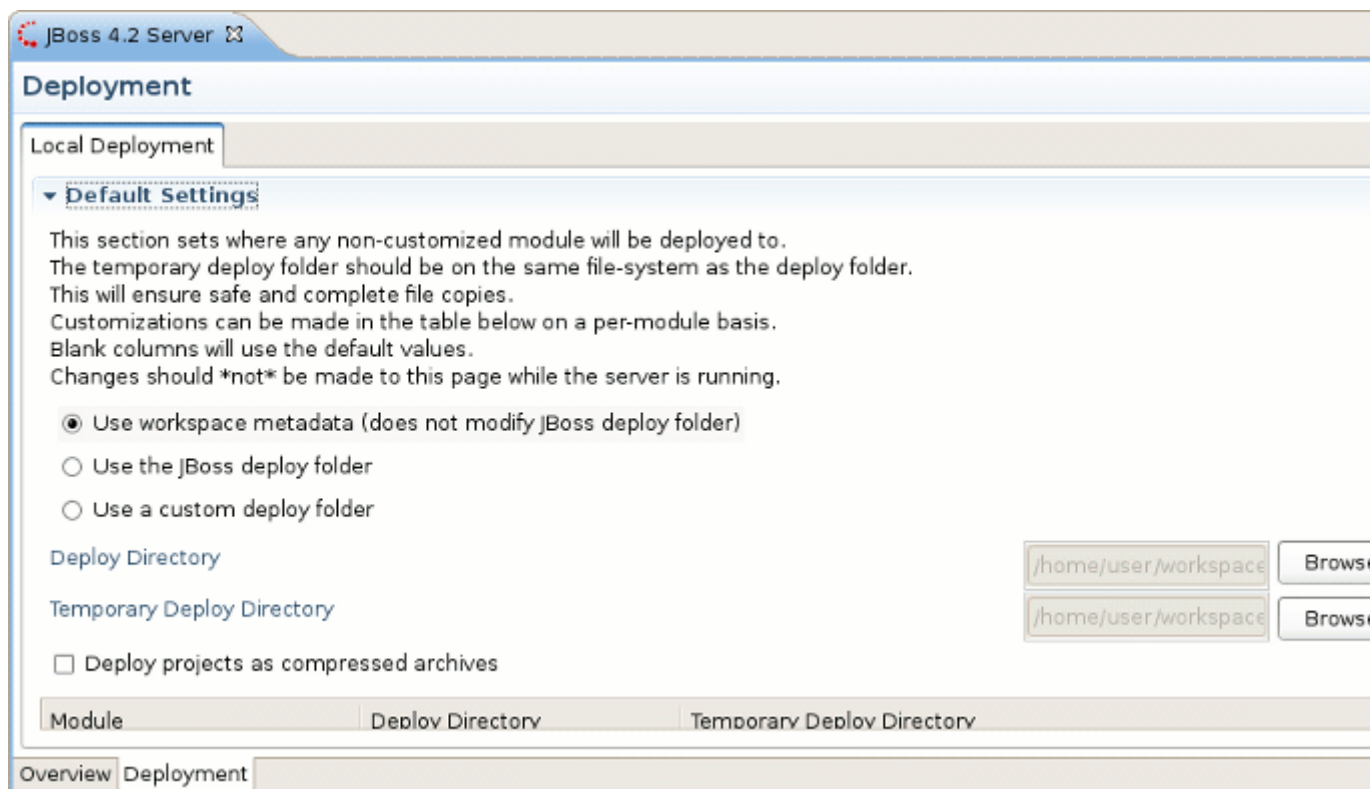 JBoss 4.2 Server
Deployment
Local Deployment
Default Settings
This section sets where any non-customized module will be deployed to.
The temporary deploy folder should be on the same file-system as the deploy folder.
This will ensure safe and complete file copies.
Customizations can be made in the table below on a per-module basis.
Blank columns will use the default values.
Changes should *not* be made to this page while the server is running.
Use workspace metadata (does not modify JBoss deploy folder)
Use the JBoss deploy folder
Use a custom deploy folder
Deploy Directory /home/user/workspace Browse
Temporary Deploy Directory /home/user/workspace Browse
Deploy projects as compressed archives
Module Deploy Directory Temporary Deploy Directory
Overview Deployment